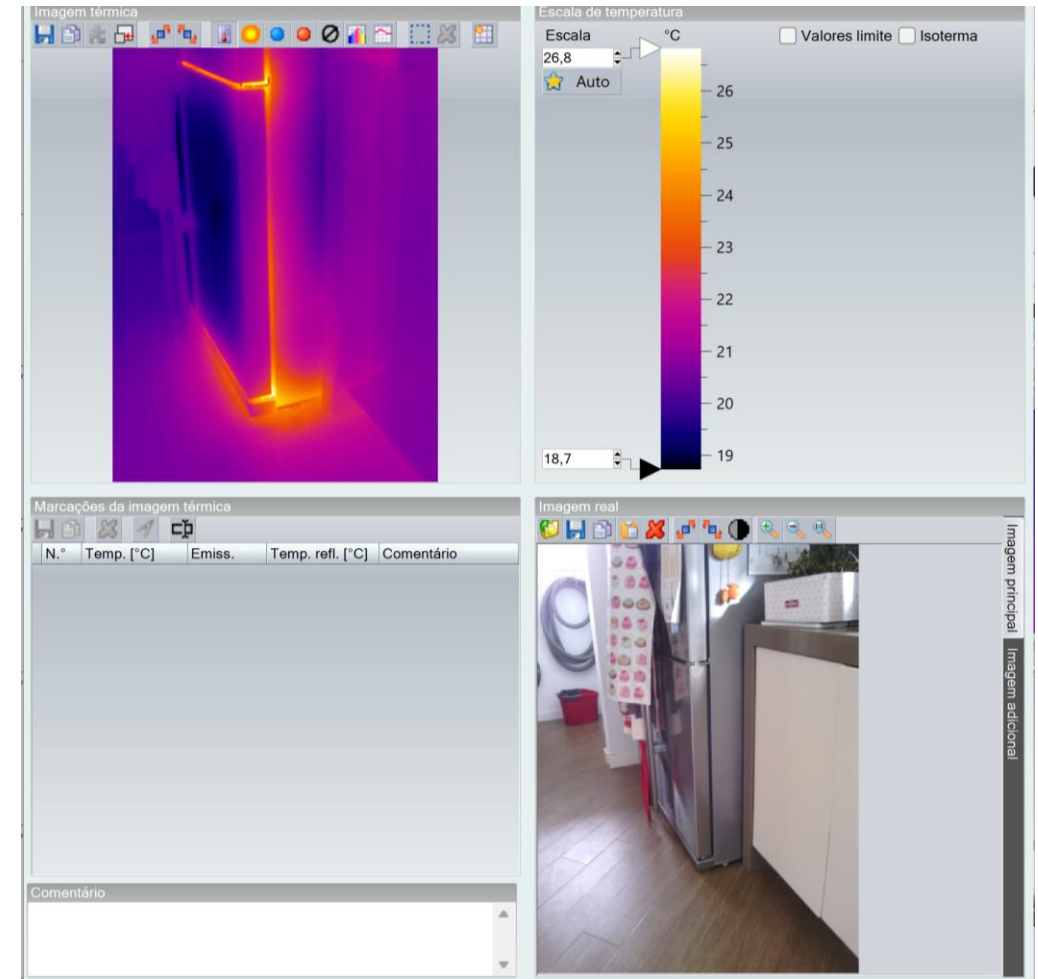 Imagem térmica
Escala de temperatura
Escala
°C
Valores limite
Isoterma
26,8
Auto
26
25
24
23
22
21
20
19
18,7
Marcações da imagem térmica
N.° Temp. [°C] Emiss. Temp. refl. [°C] Comentário
Imagem real
Imagem principal
Imagem adicional
Comentário